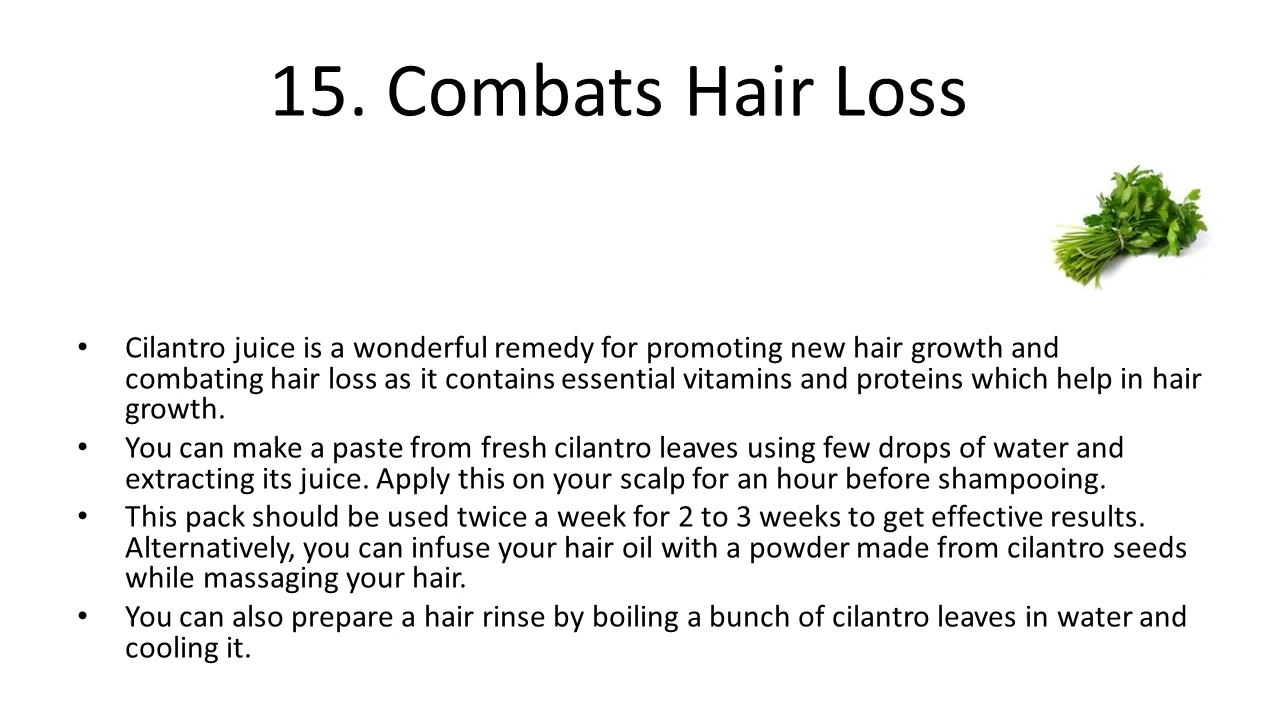 15. Combats Hair Loss
• Cilantro juice is a wonderful remedy for promoting new hair growth and
combating hair loss as it contains essential vitamins and proteins which help in hair
growth.
• You can make a paste from fresh cilantro leaves using few drops of water and
extracting its juice. Apply this on your scalp for an hour before shampooing.
• This pack should be used twice a week for 2 to 3 weeks to get effective results.
Alternatively, you can infuse your hair oil with a powder made from cilantro seeds
while massaging your hair.
• You can also prepare a hair rinse by boiling a bunch of cilantro leaves in water and
cooling it.